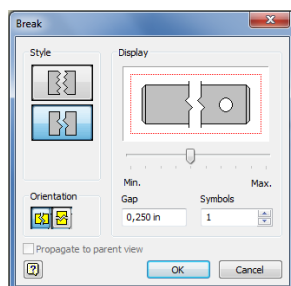 Break
Style
Display
Min.
Max.
Orientation
Gap
Symbols
0,250 in
1
Propagate to parent view
OK
Cancel